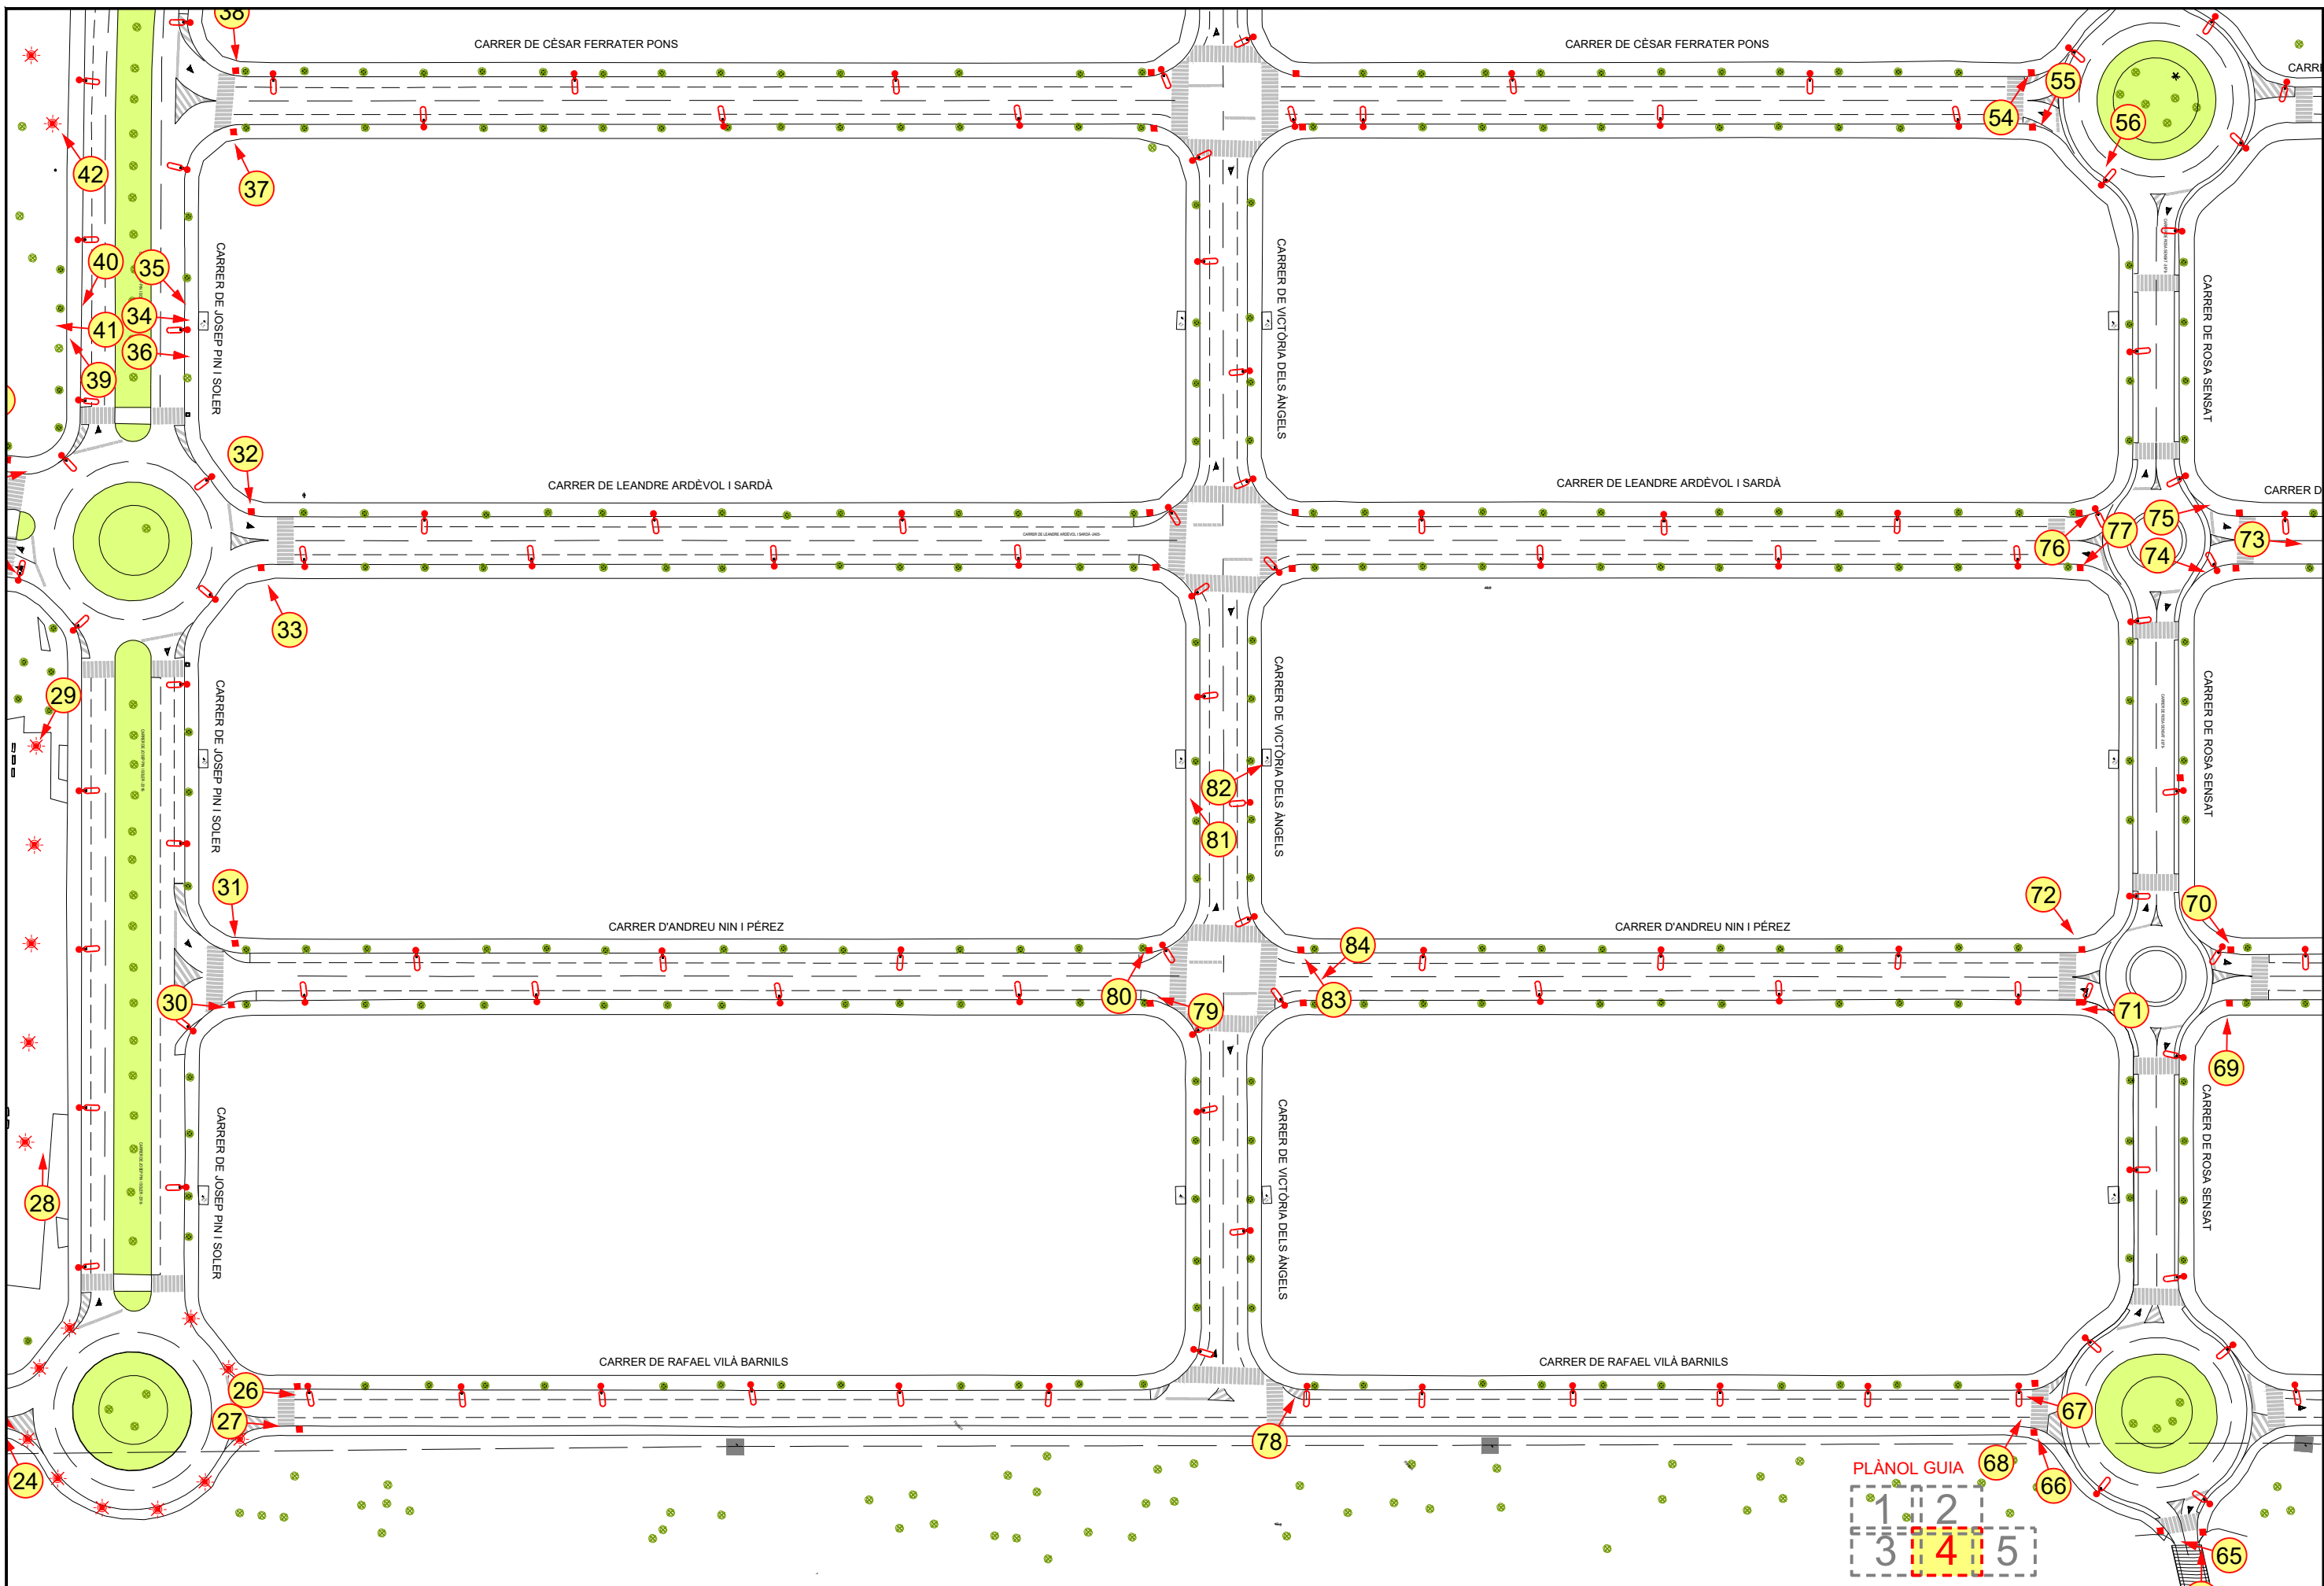 38
CARRER DE CÈSAR FERRATER PONS
CARRER DE CÈSAR FERRATER PONS
CARRE
55
54
56
42
37
40
35
CARRER DE JOSEP PIN I SOLER
CARRER DE VICTÒRIA DELS ÀNGELS
CARRER DE ROSA SENSAT
34
41
36
39
32
CARRER DE LEANDRE ARDÈVOL I SARDÀ
CARRER DE LEANDRE ARDÈVOL I SARDÀ
CARRER D
75
77
76
73
74
33
29
CARRER DE JOSEP PIN I SOLER
CARRER DE VICTÒRIA DELS ÀNGELS
CARRER DE ROSA SENSAT
82
81
31
72
70
CARRER D'ANDREU NIN I PÉREZ
CARRER D'ANDREU NIN I PÉREZ
84
30
80
79
83
71
69
CARRER DE JOSEP PIN I SOLER
CARRER DE VICTÒRIA DELS ÀNGELS
CARRER DE ROSA SENSAT
28
CARRER DE RAFAEL VILÀ BARNILS
CARRER DE RAFAEL VILÀ BARNILS
26
27
67
78
68
66
24
PLÀNOL GUIA
1 2
3 4 5
65